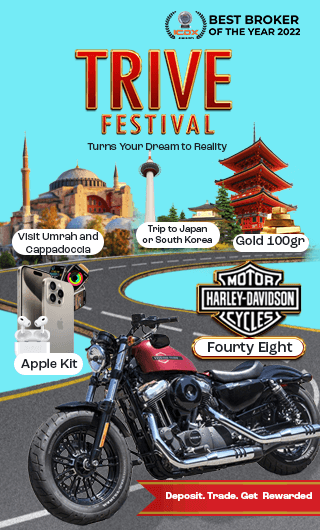 BEST BROKER
OF THE YEAR 2022
TRIVE
FESTIVAL
Turns Your Dream to Reality
Visit Umrah and
Cappadoccia
Trip to Japan
or South Korea
Gold 100gr
MOTOR
HARLEY-DAVIDSON
CYCLES
Fourty Eight
Apple Kit
Deposit. Trade. Get Rewarded